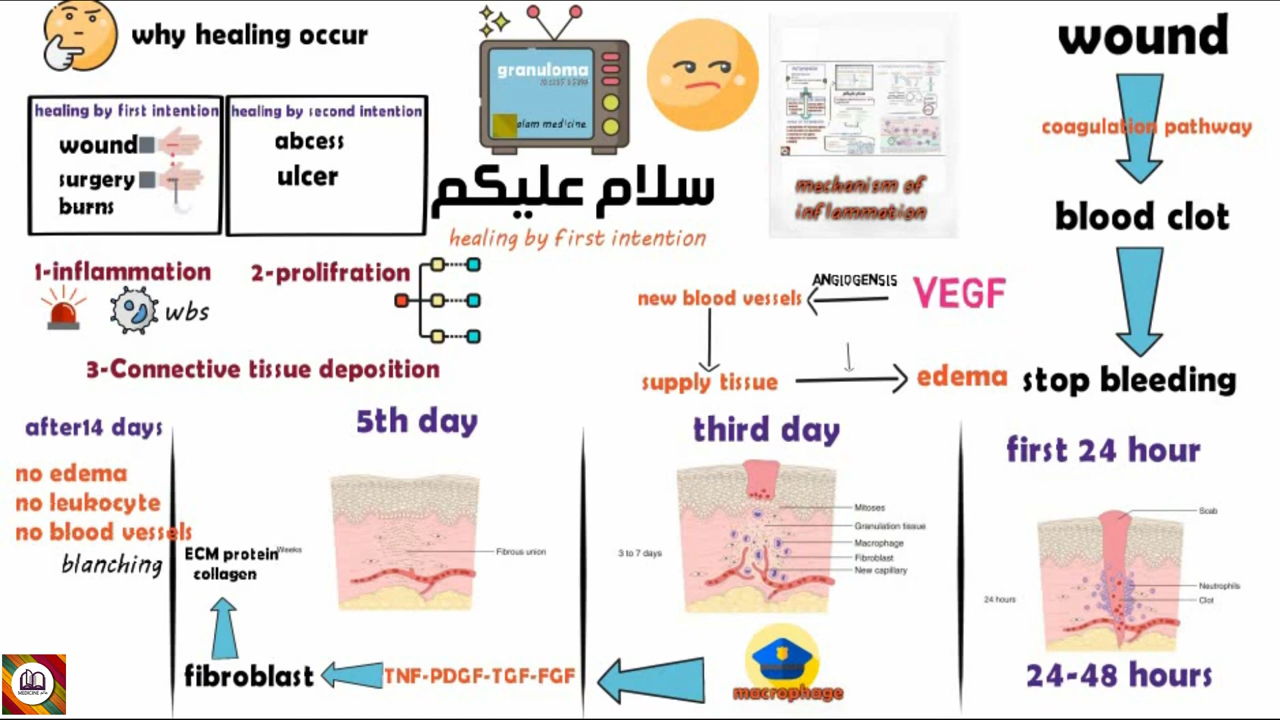 why healing occur
healing by first intention
wound
surgery
burns
healing by second intention
abcess
ulcer
granuloma
alam medicine
سلام عليكم
healing by first intention
mechanism of
inflammation
wound
coagulation pathway
blood clot
stop bleeding
1-inflammation
wbs
2-prolifration
3-Connective tissue deposition
VEGF
ANGIOGENSIS
new blood vessels
supply tissue
edema
first 24 hour
Scab
Neutrophils
Clot
24 hours
24-48 hours
third day
Mitoses
Granulation tissue
Macrophage
Fibroblast
New capillary
3 to 7 days
macrophage
5th day
Fibrous union
Weeks
TNF-PDGF-TGF-FGF
fibroblast
ECM protein
collagen
after14 days
no edema
no leukocyte
no blood vessels
blanching